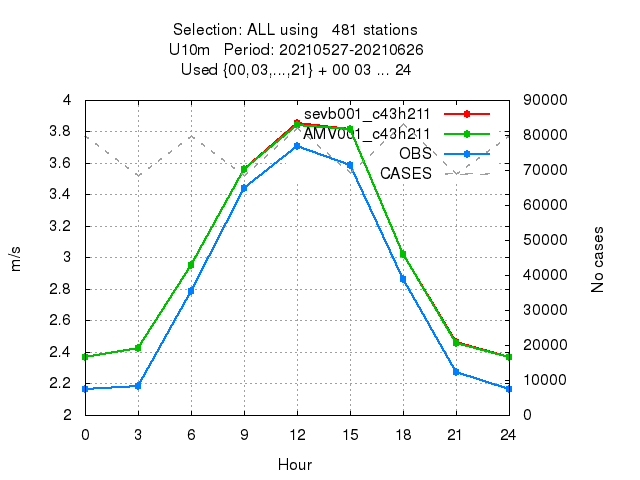 Selection: ALL using 481 stations
U10m Period: 20210527-20210626
Used {00,03,...,21} + 00 03 ... 24
4
3.8
3.6
3.4
3.2
3
2.8
2.6
2.4
2.2
2
m/s
90000
80000
70000
60000
50000
40000
30000
20000
10000
0
No cases
sevb001_c43h211
AMV001_c43h211
OBS
CASES
0 3 6 9 12 15 18 21 24
Hour